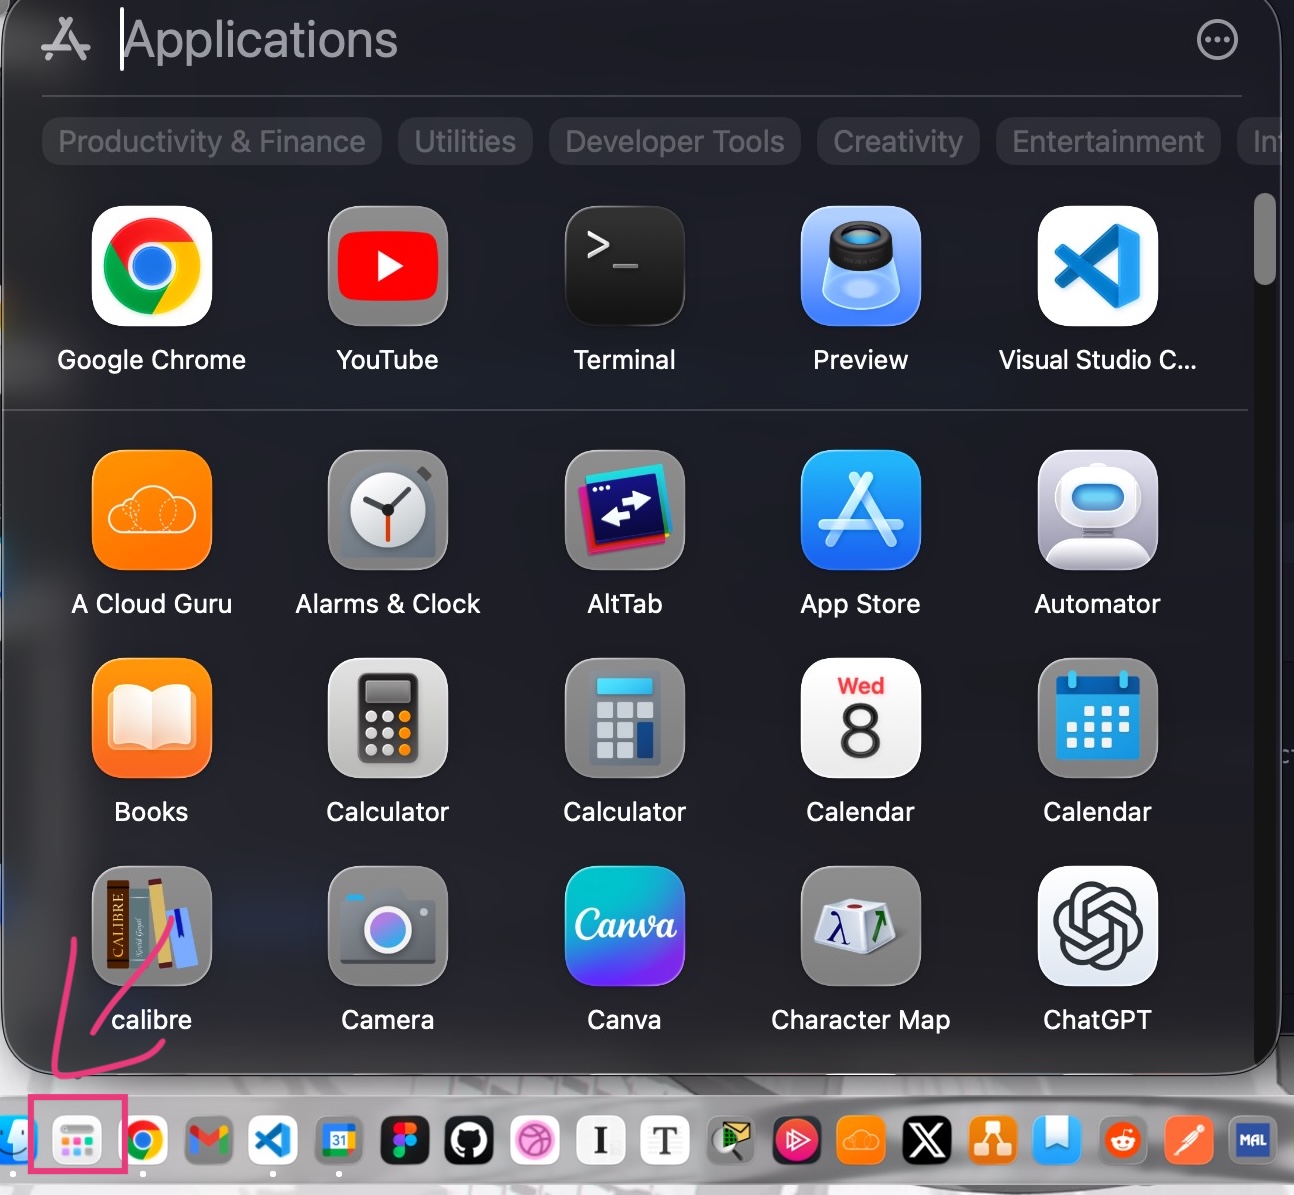 Applications
Productivity & Finance Utilities Developer Tools Creativity Entertainment In
Google Chrome YouTube Terminal Preview Visual Studio C...
A Cloud Guru Alarms & Clock AltTab App Store Automator
Wed
8
Books Calculator Calculator Calendar Calendar
CALIBRE
Canva
calibre Camera Canva Character Map ChatGPT
31
I
T
X
MAL